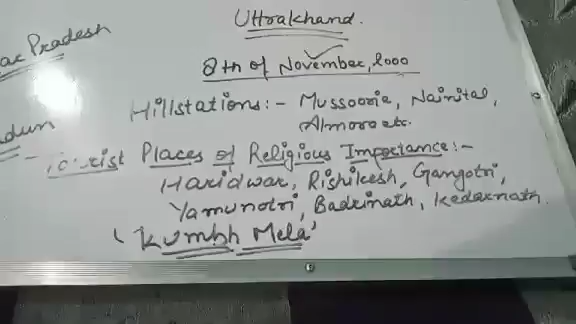 Uttrakhand.
Pradesh
8th of November, 2000
Hillstations:- Mussoorie, Nainital,
Almora etc.
Tourist Places of Religious Importance:-
Haridwar, Rishikesh, Gangotri,
Yamunotri, Badrinath, Kedarnath.
'Kumbh Mela'